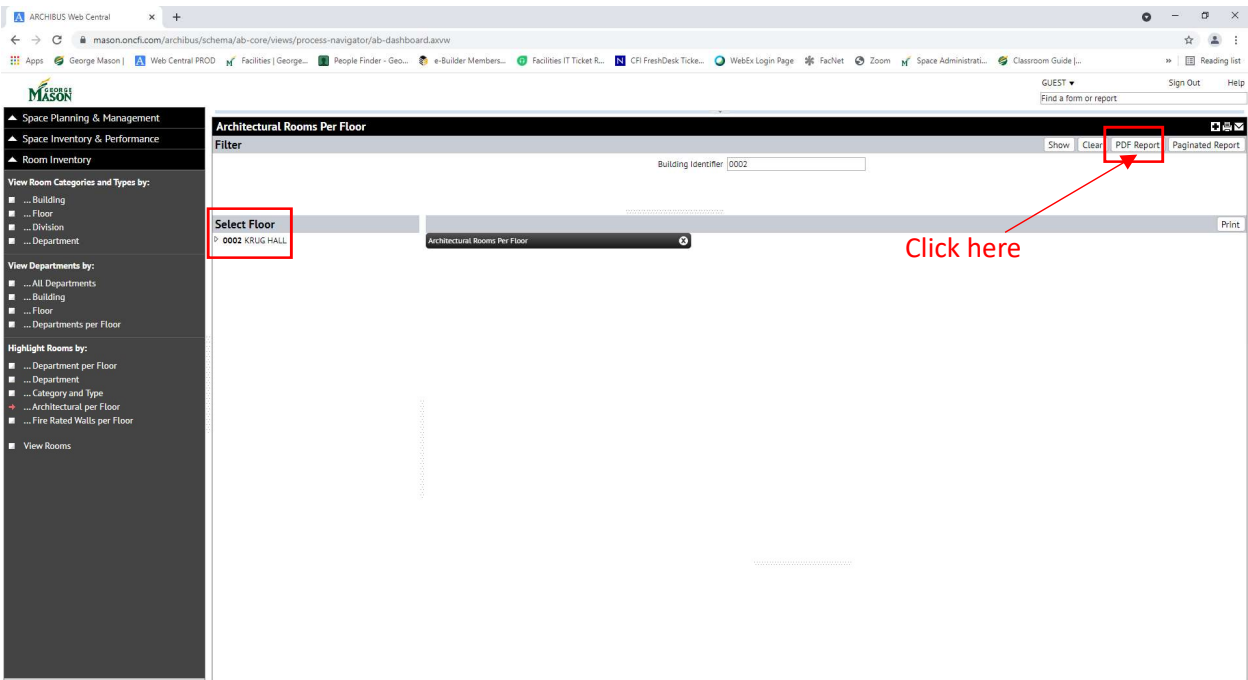 ARCHIBUS Web Central
mason.oncfi.com/archibus/schema/ab-core/views/process-navigator/ab-dashboard.axvw
Apps George Mason | Web Central PROD Facilities | George... People Finder - Geo... e-Builder Members... Facilities IT Ticket R... CFI FreshDesk Ticke... WebEx Login Page FacNet Zoom Space Administrati... Classroom Guide |... » Reading list
GEORGE
MASON
GUEST Sign Out Help
Find a form or report
Space Planning & Management
Space Inventory & Performance
Room Inventory
View Room Categories and Types by:
... Building
... Floor
... Division
... Department
View Departments by:
... All Departments
... Building
... Floor
... Departments per Floor
Highlight Rooms by:
... Department per Floor
... Department
... Category and Type
... Architectural per Floor
... Fire Rated Walls per Floor
View Rooms
Architectural Rooms Per Floor
Filter Show Clear PDF Report Paginated Report
Building Identifier 0002
Select Floor Print
0002 KRUG HALL
Architectural Rooms Per Floor
Click here